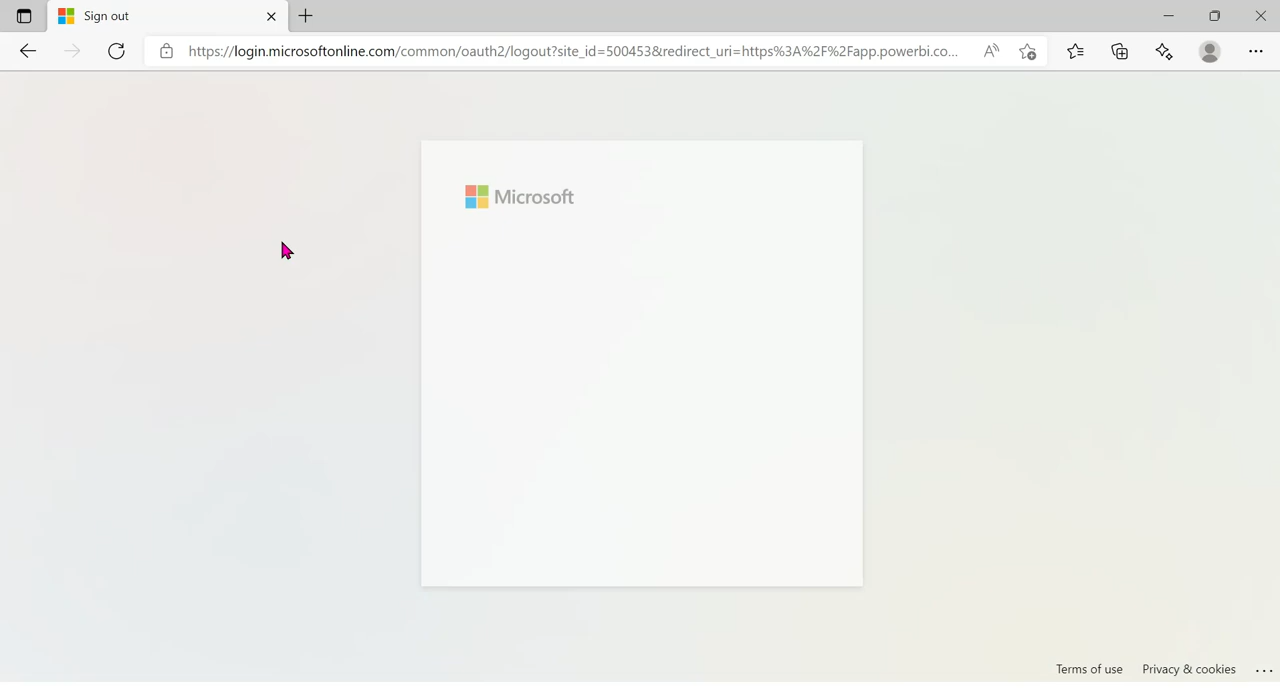 Sign out
https://login.microsoftonline.com/common/oauth2/logout?site_id=500453&redirect_uri=https%3A%2F%2Fapp.powerbi.co...
Microsoft
Terms of use Privacy & cookies ...